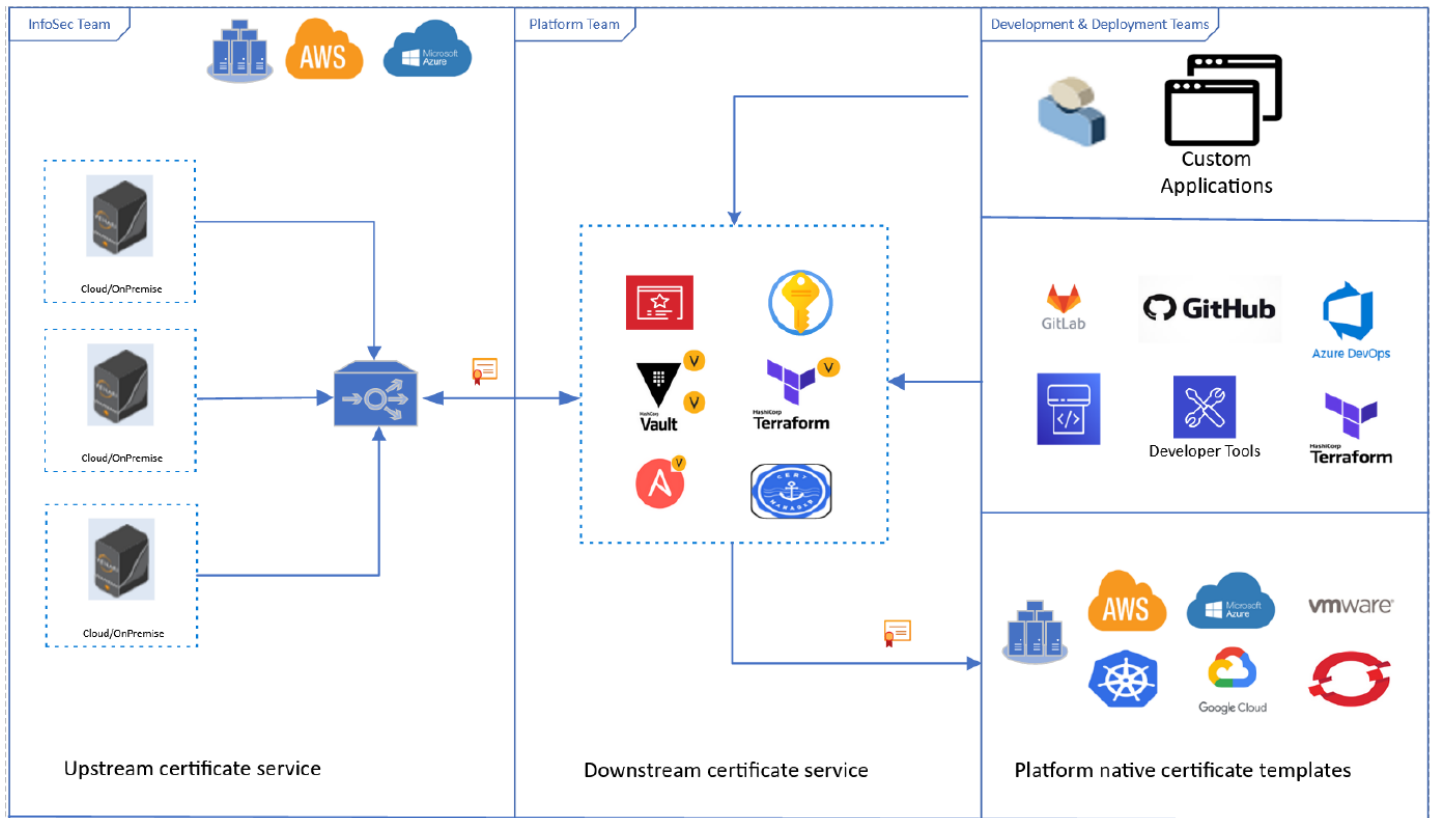 InfoSec Team
Platform Team
Development & Deployment Teams
AWS
Microsoft
Azure
Custom
Applications
Cloud/OnPremise
GitLab
GitHub
Azure DevOps
Cloud/OnPremise
V
V
HashiCorp
Vault
V
HashiCorp
Terraform
Developer Tools
HashiCorp
Terraform
V
CERT
MANAGER
Cloud/OnPremise
AWS
Microsoft
Azure
vmware
Google Cloud
Upstream certificate service
Downstream certificate service
Platform native certificate templates